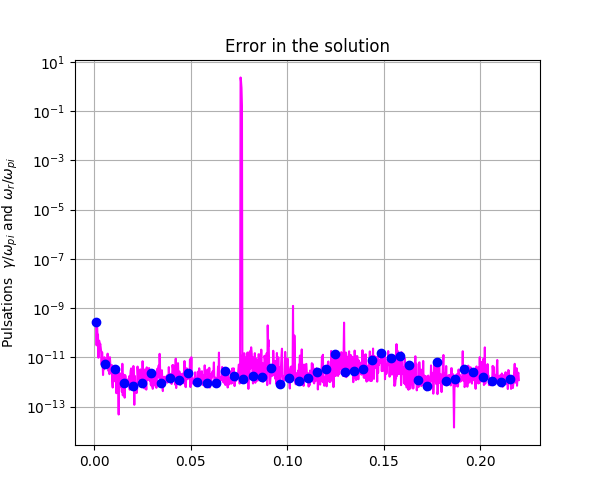 Error in the solution
Pulsations γ/ω_pi and ω_r/ω_pi
10^1
10^-1
10^-3
10^-5
10^-7
10^-9
10^-11
10^-13
0.00 0.05 0.10 0.15 0.20